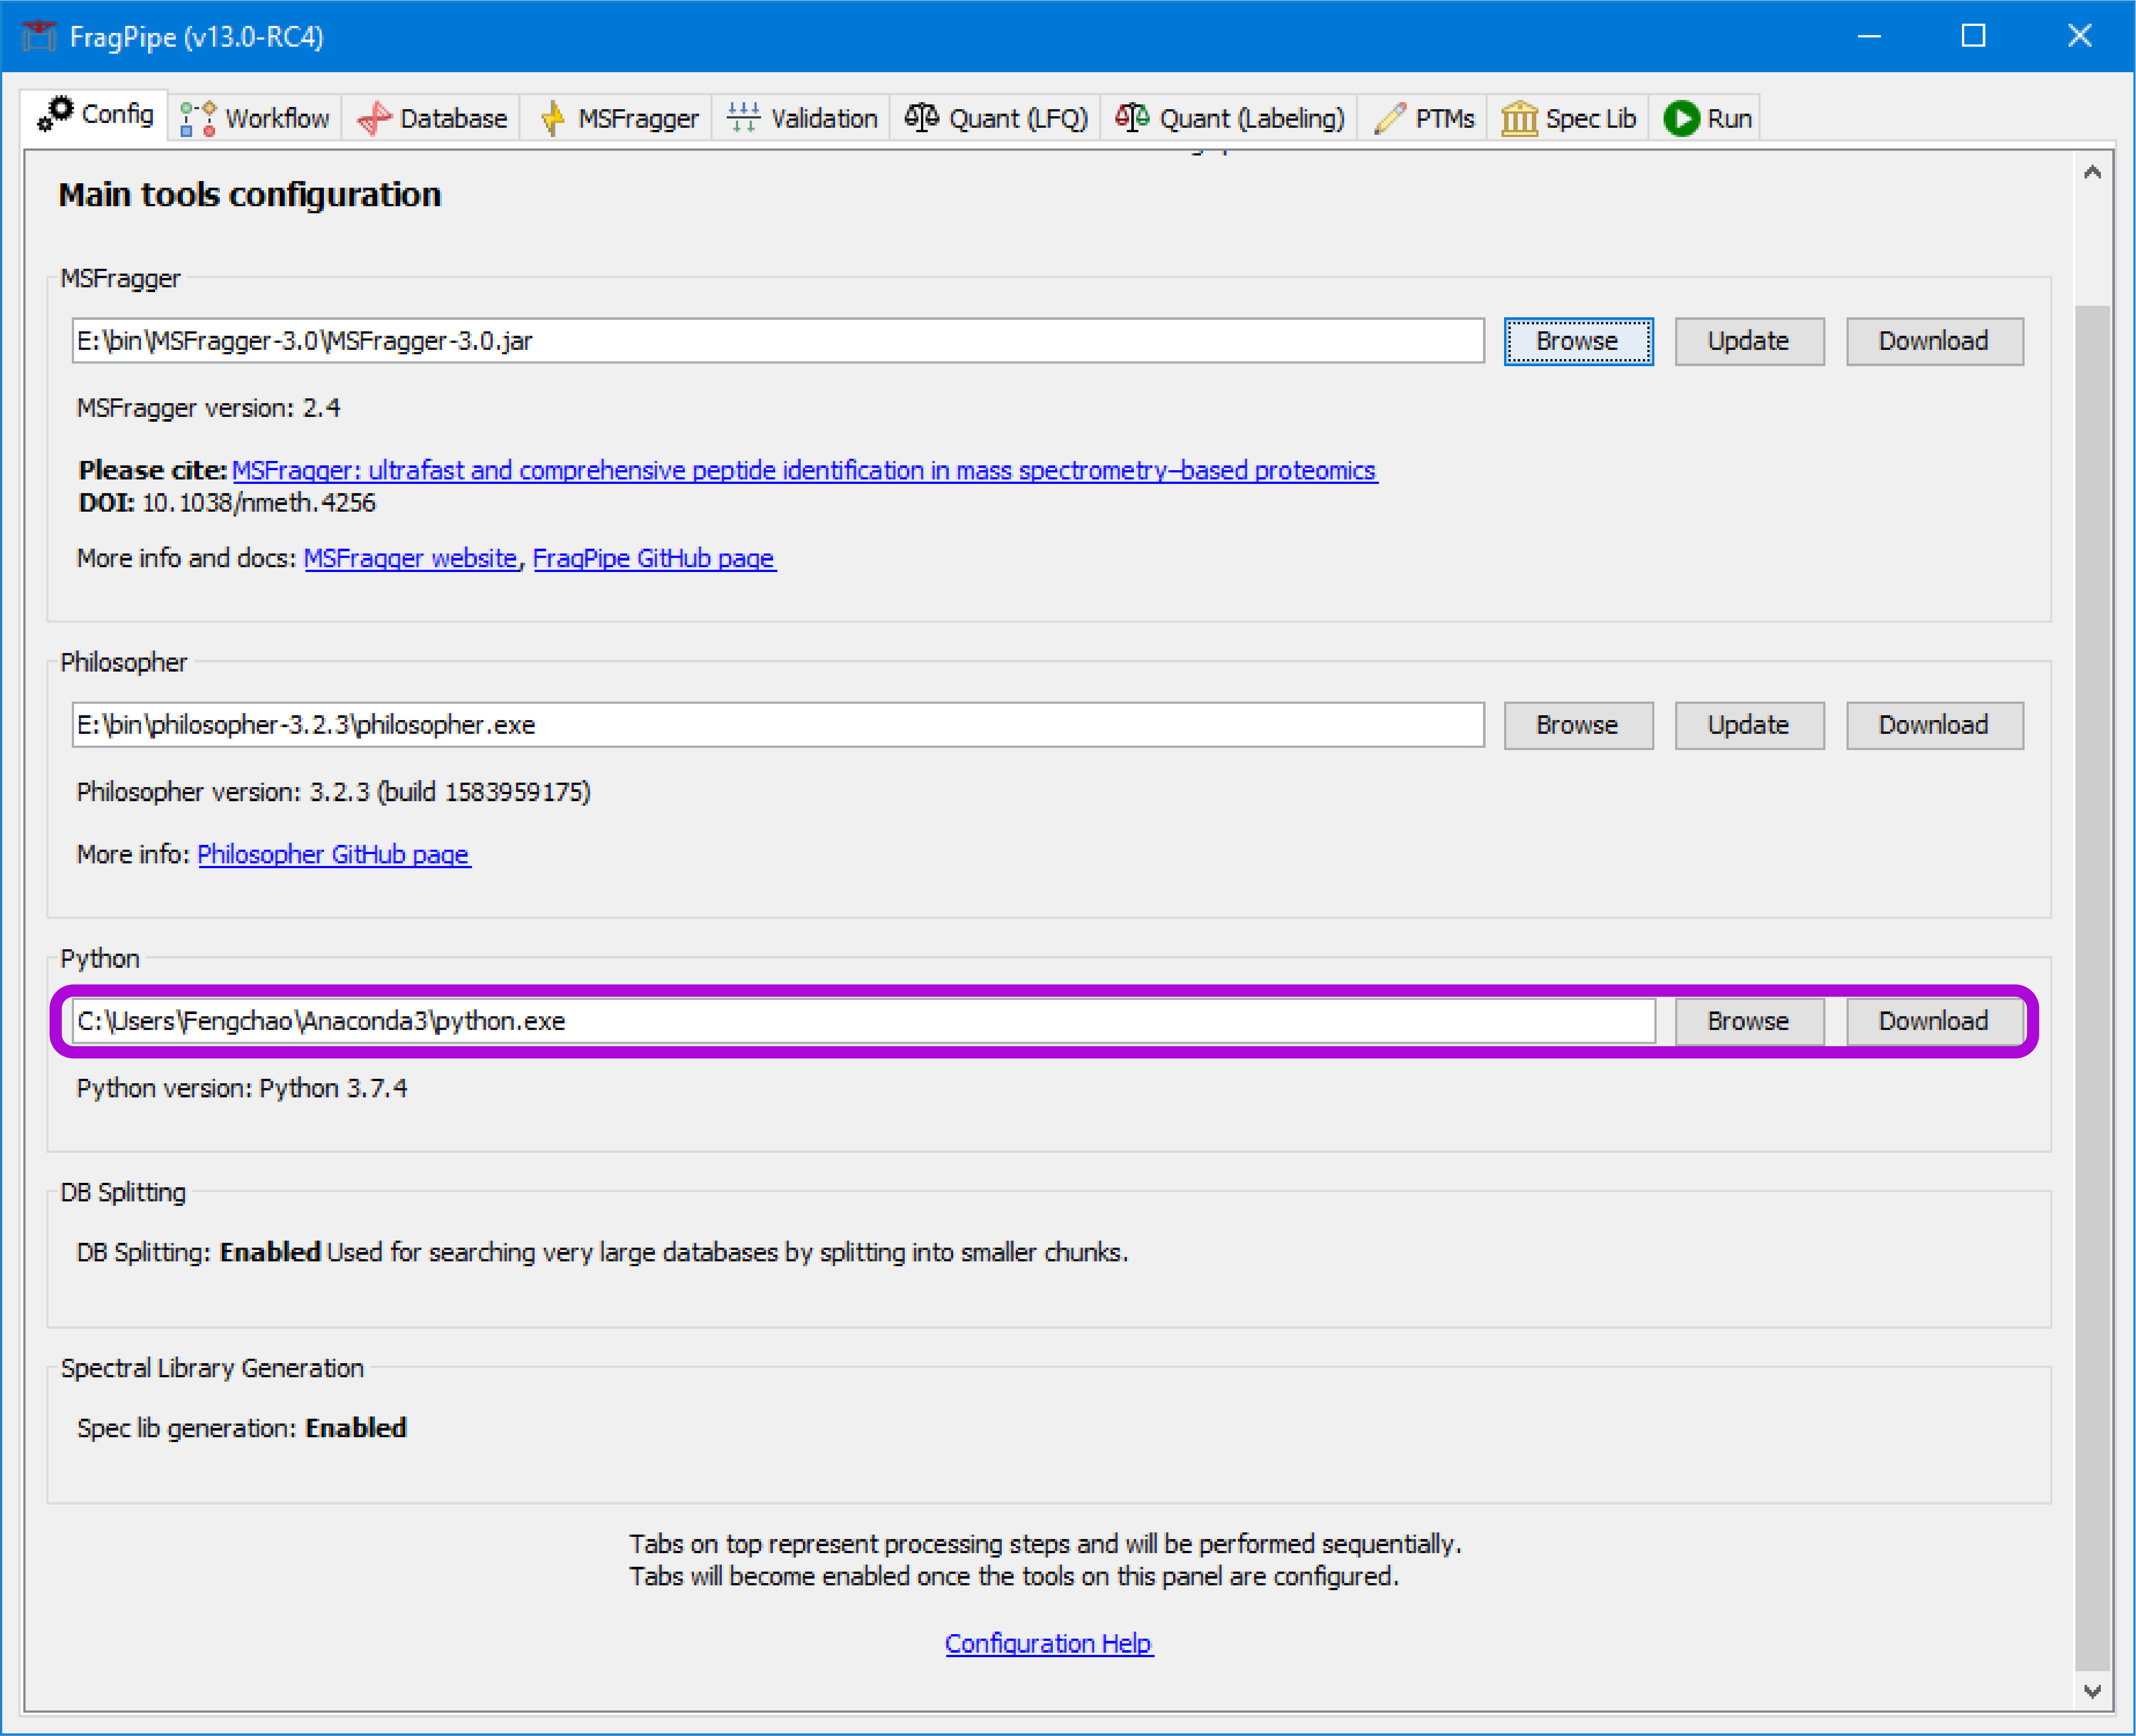 FragPipe (v13.0-RC4)
Config Workflow Database MSFragger Validation Quant (LFQ) Quant (Labeling) PTMs Spec Lib Run
Main tools configuration
MSFragger
E:\bin\MSFragger-3.0\MSFragger-3.0.jar Browse Update Download
MSFragger version: 2.4
Please cite: MSFragger: ultrafast and comprehensive peptide identification in mass spectrometry–based proteomics
DOI: 10.1038/nmeth.4256
More info and docs: MSFragger website, FragPipe GitHub page
Philosopher
E:\bin\philosopher-3.2.3\philosopher.exe Browse Update Download
Philosopher version: 3.2.3 (build 1583959175)
More info: Philosopher GitHub page
Python
C:\Users\Fengchao\Anaconda3\python.exe Browse Download
Python version: Python 3.7.4
DB Splitting
DB Splitting: Enabled Used for searching very large databases by splitting into smaller chunks.
Spectral Library Generation
Spec lib generation: Enabled
Tabs on top represent processing steps and will be performed sequentially.
Tabs will become enabled once the tools on this panel are configured.
Configuration Help